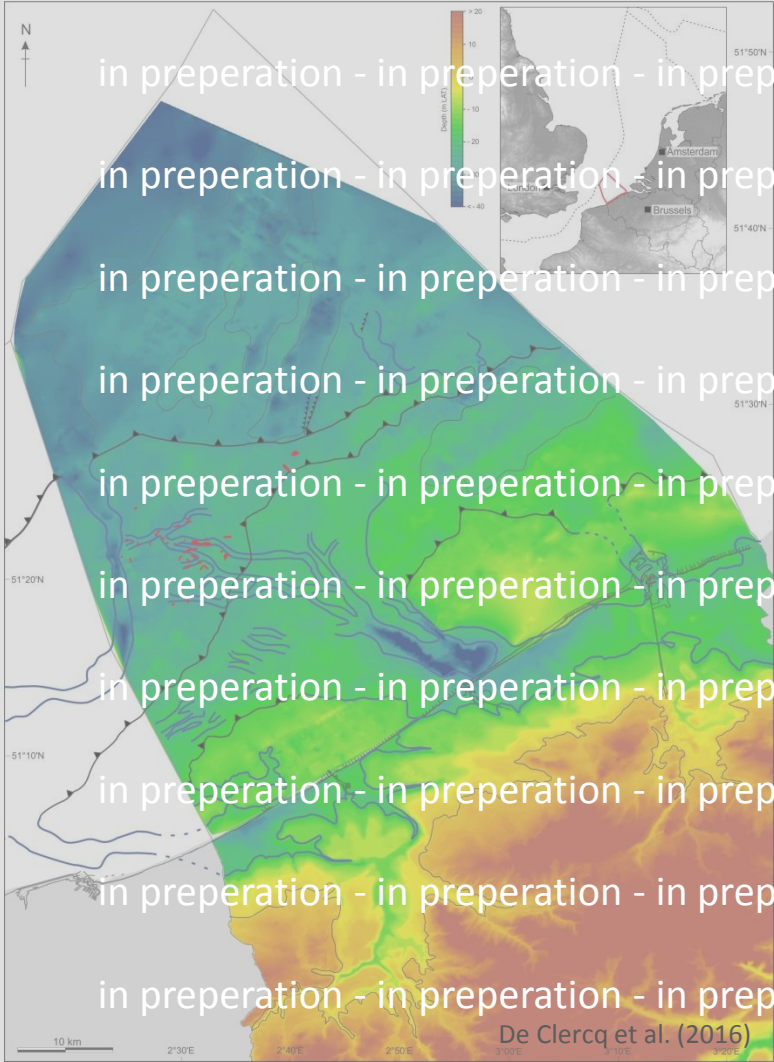 N
> 20
10
- 10
- 20
< - 40
Depth (m LAT)
51°50'N
in preperation - in preperation - in prep
Amsterdam
in preperation - in preperation - in prep
London
Brussels
51°40'N
in preperation - in preperation - in prep
in preperation - in preperation - in prep
51°30'N
in preperation - in preperation - in prep
51°20'N
in preperation - in preperation - in prep
in preperation - in preperation - in prep
51°10'N
in preperation - in preperation - in prep
in preperation - in preperation - in prep
in preperation - in preperation - in prep
De Clercq et al. (2016)
10 km
2°30'E
2°40'E
2°50'E
3°00'E
3°10'E
3°20'E